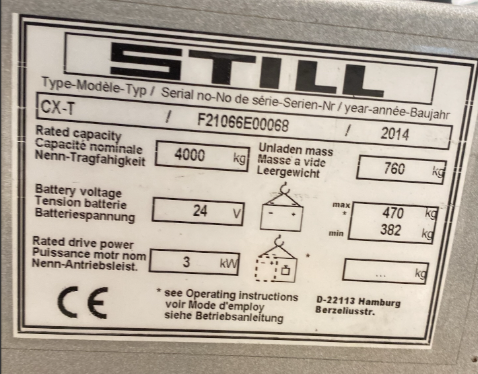 STILL
Type-Modèle-Typ / Serial no-No de série-Serien-Nr / year-année-Baujahr
CX-T / F21066E00068 / 2014
Rated capacity
Capacité nominale
Nenn-Tragfahigkeit
4000 kg
Unladen mass
Masse a vide
Leergewicht
760 kg
Battery voltage
Tension batterie
Batteriespannung
24 V
max 470 kg
*
min 382 kg
Rated drive power
Puissance motr nom
Nenn-Antriebsleist.
3 kW
*
... kg
CE
* see Operating instructions
voir Mode d'employ
siehe Betriebsanleitung
D-22113 Hamburg
Berzeliusstr.